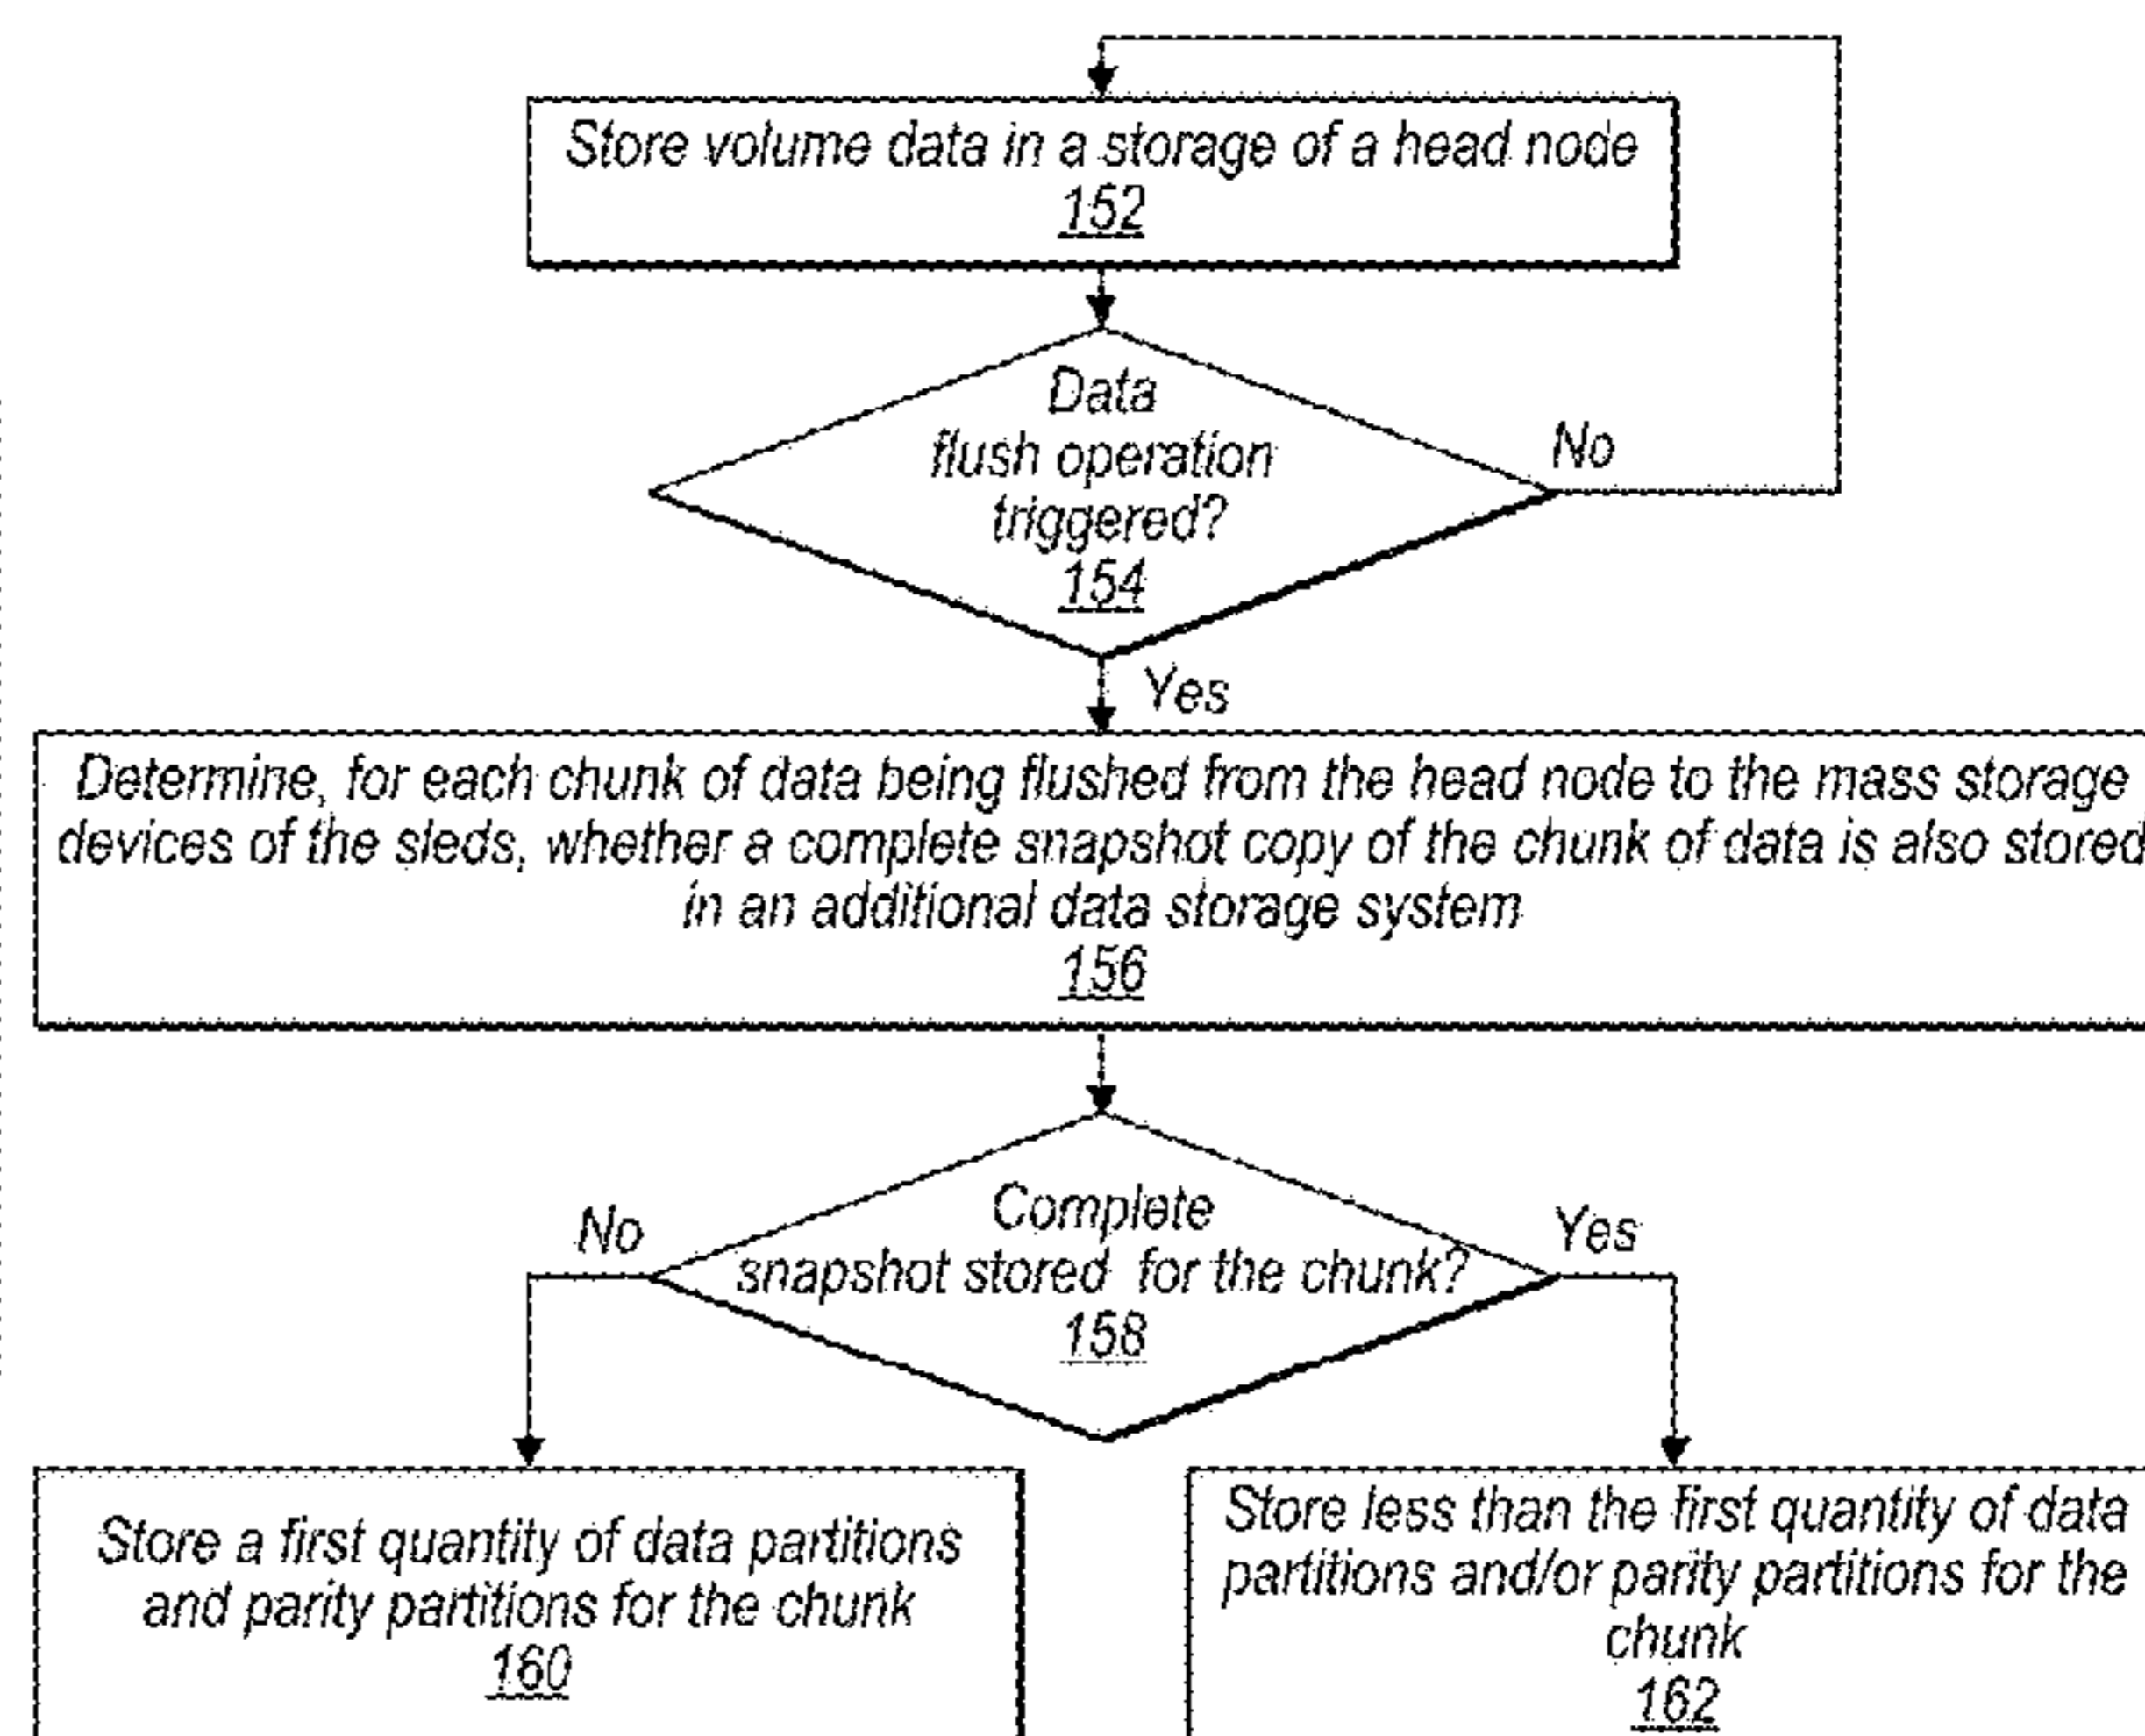 Store volume data in a storage of a head node
152
Data
flush operation
triggered?
154
No
Yes
Determine, for each chunk of data being flushed from the head node to the mass storage
devices of the sleds, whether a complete snapshot copy of the chunk of data is also stored
in an additional data storage system
156
Complete
snapshot stored for the chunk?
158
No
Yes
Store a first quantity of data partitions
and parity partitions for the chunk
160
Store less than the first quantity of data
partitions and/or parity partitions for the
chunk
162